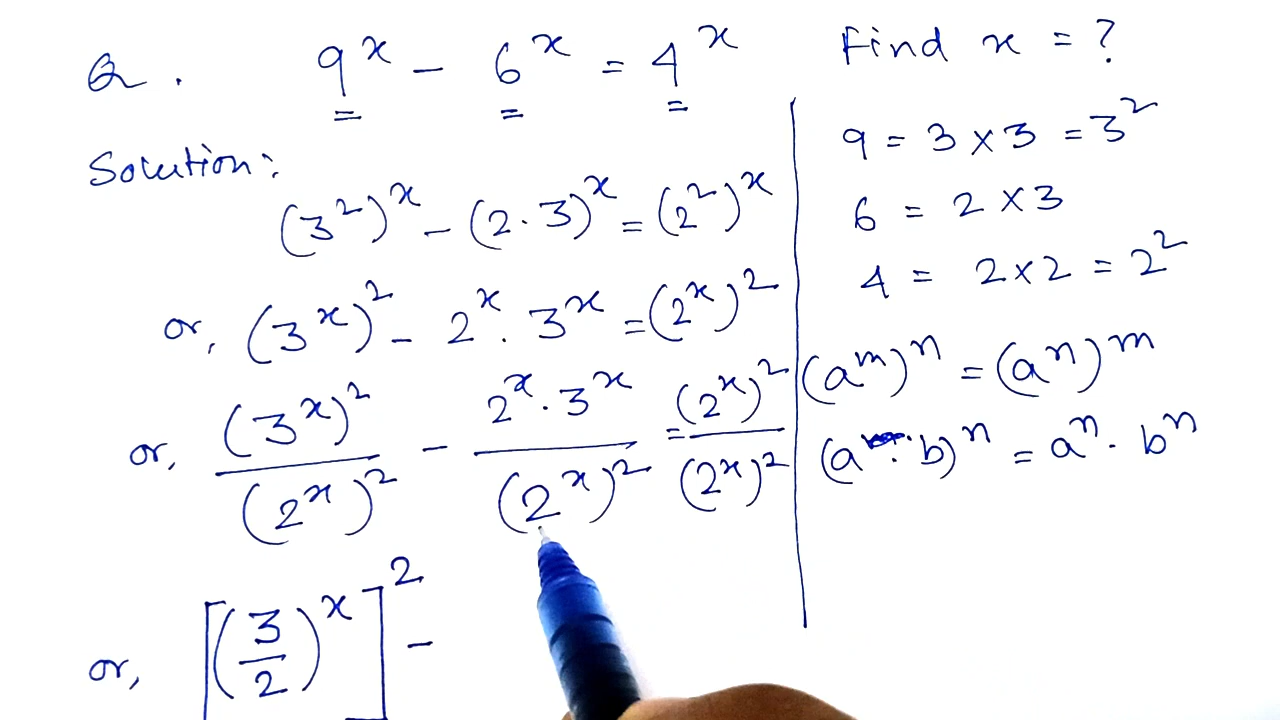 Q. 9^x - 6^x = 4^x Find x = ?
Solution:
(3^2)^x - (2·3)^x = (2^2)^x
or, (3^x)^2 - 2^x · 3^x = (2^x)^2
or, (3^x)^2/(2^x)^2 - 2^x · 3^x/(2^x)^2 = (2^x)^2/(2^x)^2
or, [(3/2)^x]^2 -
9 = 3 × 3 = 3^2
6 = 2 × 3
4 = 2 × 2 = 2^2
(a^m)^n = (a^n)^m
(a · b)^n = a^n · b^n